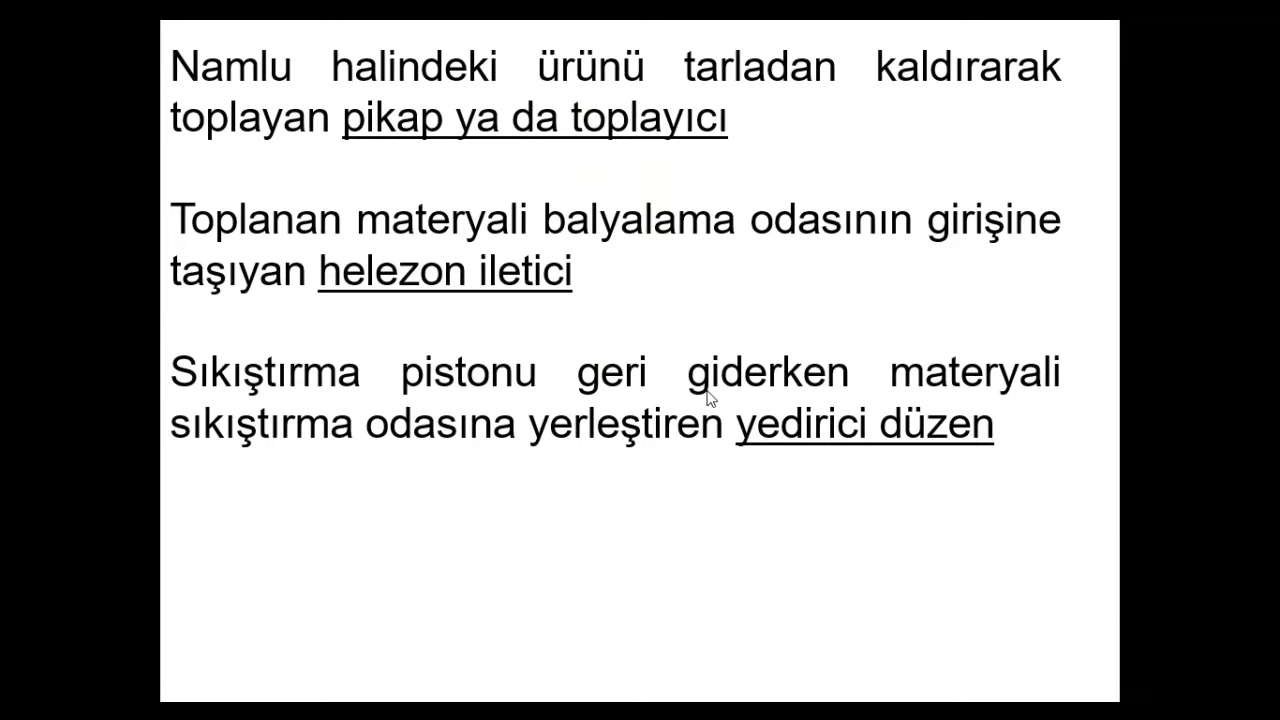 Namlu halindeki ürünü tarladan kaldırarak
toplayan pikap ya da toplayıcı
Toplanan materyali balyalama odasının girişine
taşıyan helezon iletici
Sıkıştırma pistonu geri giderken materyali
sıkıştırma odasına yerleştiren yedirici düzen